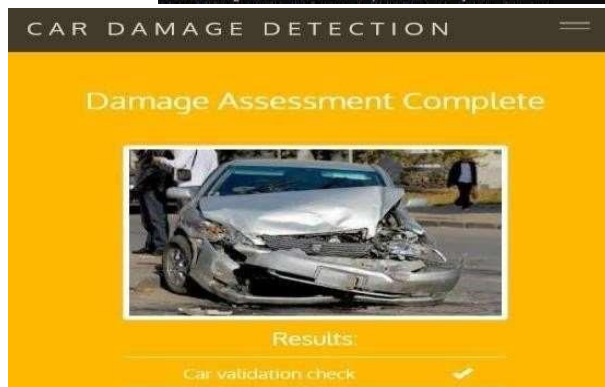 CAR DAMAGE DETECTION
Damage Assessment Complete
Results:
Car validation check